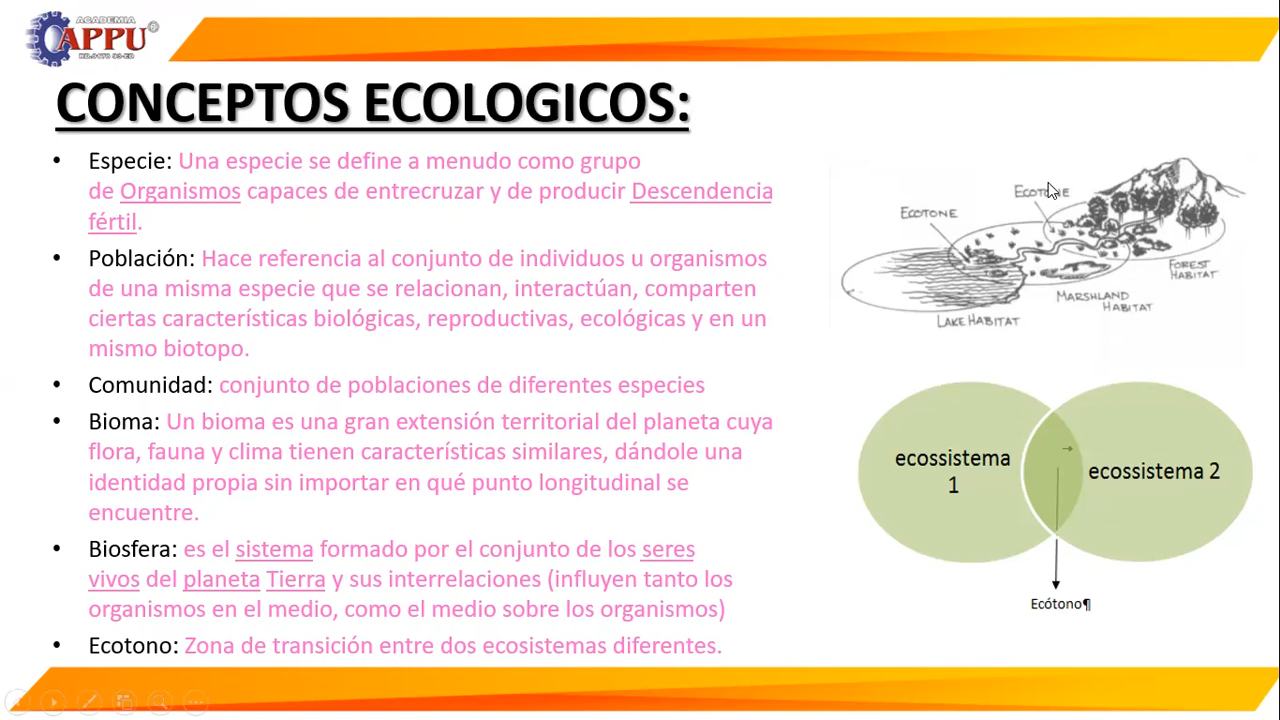 ACADEMIA
APPU
CONCEPTOS ECOLOGICOS:
• Especie: Una especie se define a menudo como grupo
de Organismos capaces de entrecruzar y de producir Descendencia
fértil.
• Población: Hace referencia al conjunto de individuos u organismos
de una misma especie que se relacionan, interactúan, comparten
ciertas características biológicas, reproductivas, ecológicas y en un
mismo biotopo.
• Comunidad: conjunto de poblaciones de diferentes especies
• Bioma: Un bioma es una gran extensión territorial del planeta cuya
flora, fauna y clima tienen características similares, dándole una
identidad propia sin importar en qué punto longitudinal se
encuentre.
• Biosfera: es el sistema formado por el conjunto de los seres
vivos del planeta Tierra y sus interrelaciones (influyen tanto los
organismos en el medio, como el medio sobre los organismos)
• Ecotono: Zona de transición entre dos ecosistemas diferentes.
ECOTONE
ECOTONE
FOREST
HABITAT
MARSHLAND
HABITAT
LAKE HABITAT
ecossistema
1
ecossistema 2
Ecótono¶